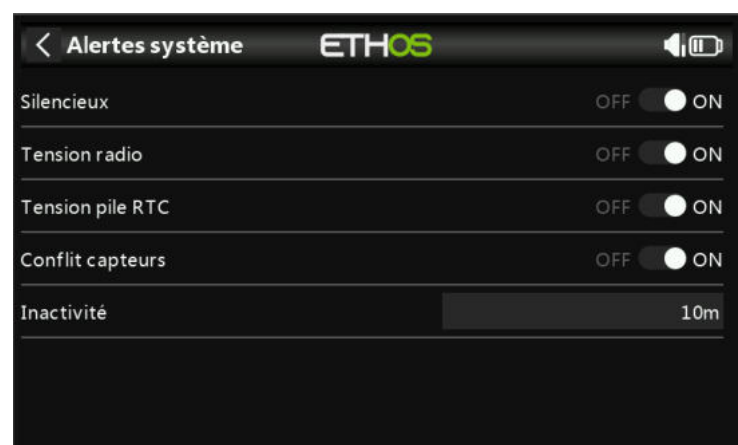 Alertes système ETHOS
Silencieux OFF ON
Tension radio OFF ON
Tension pile RTC OFF ON
Conflit capteurs OFF ON
Inactivité 10m